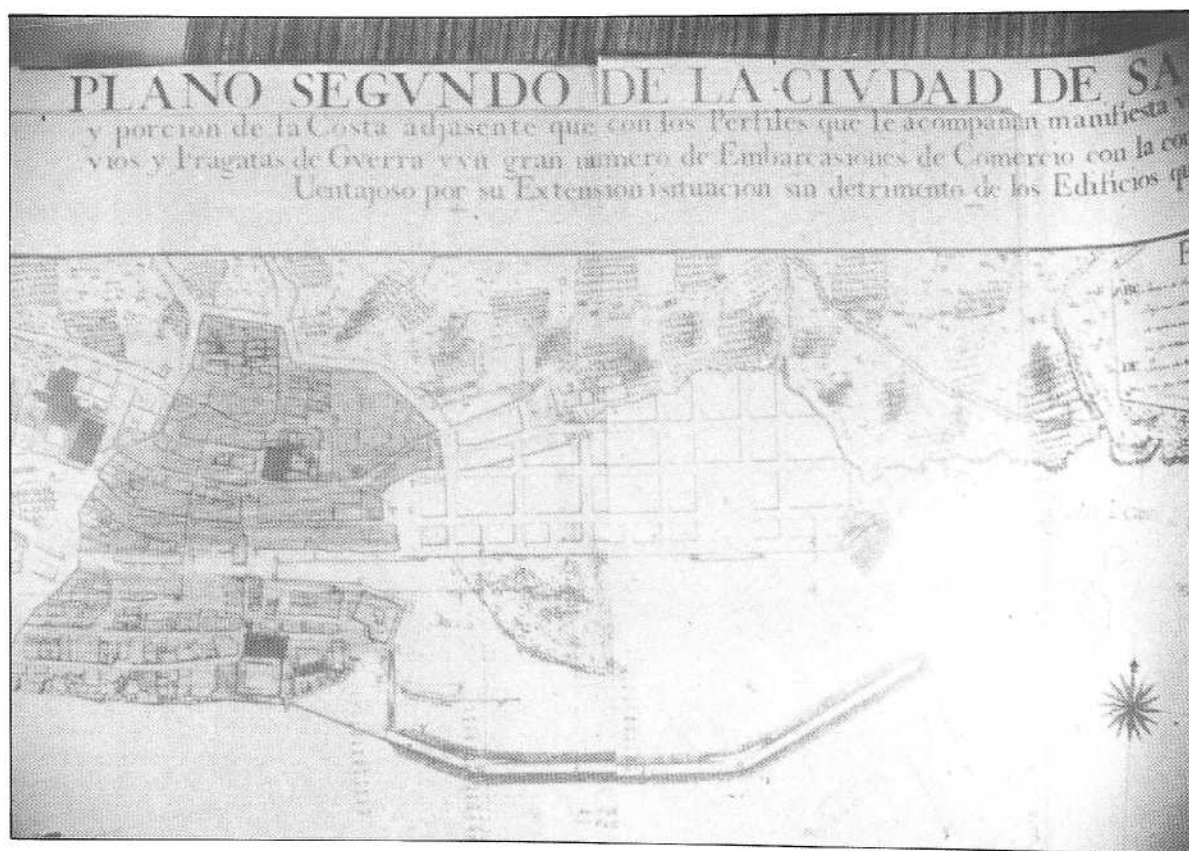 PLANO SEGVNDO DE LA CIVDAD DE SA
y porcion de la Costa adjasente que con los Perfiles que le acompañan manifiesta
vios y Fragatas de Gverra y vn gran numero de Embarcasiones de Comercio con la
Uentajoso por su Extension i situacion sin detrimento de los Edificios